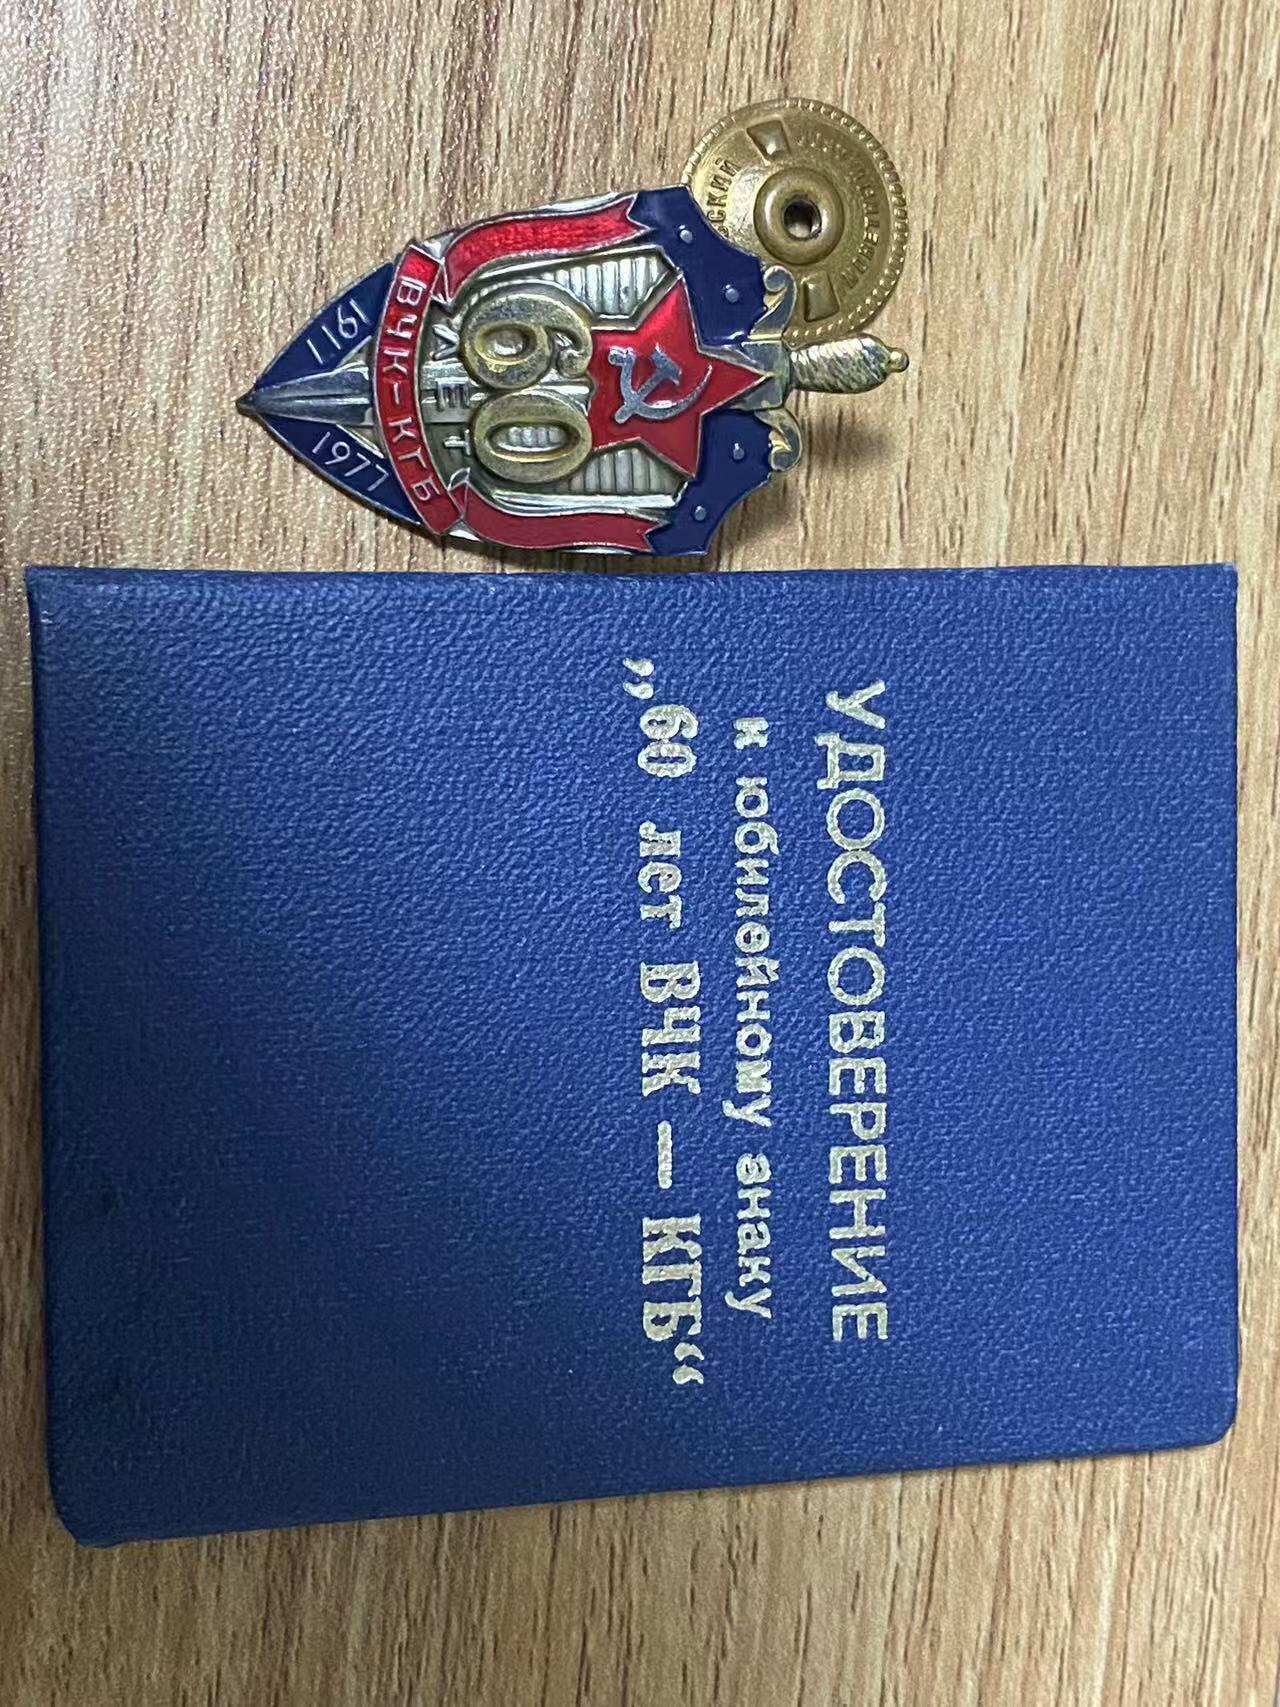 60
ЛЕТ
ВЧК-КГБ
1917
1977
УДОСТОВЕРЕНИЕ
к юбилейному знаку
„60 лет ВЧК — КГБ“